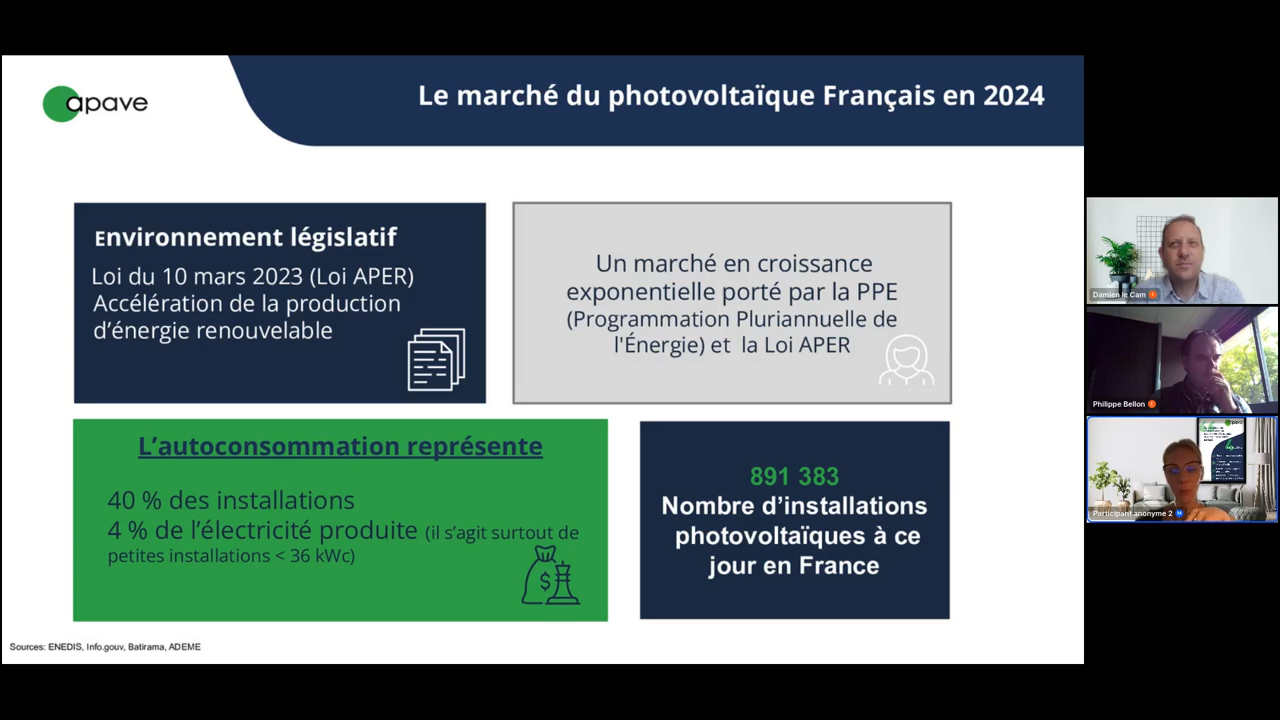 apave
Le marché du photovoltaïque Français en 2024
Environnement législatif
Loi du 10 mars 2023 (Loi APER)
Accélération de la production
d’énergie renouvelable
Un marché en croissance
exponentielle porté par la PPE
(Programmation Pluriannuelle de
l'Énergie) et la Loi APER
L’autoconsommation représente
40 % des installations
4 % de l’électricité produite (il s’agit surtout de
petites installations < 36 kWc)
$
891 383
Nombre d’installations
photovoltaïques à ce
jour en France
Sources: ENEDIS, Info.gouv, Batirama, ADEME
Damien le Cam
Philippe Bellon
apave
Participant anonyme 2 M